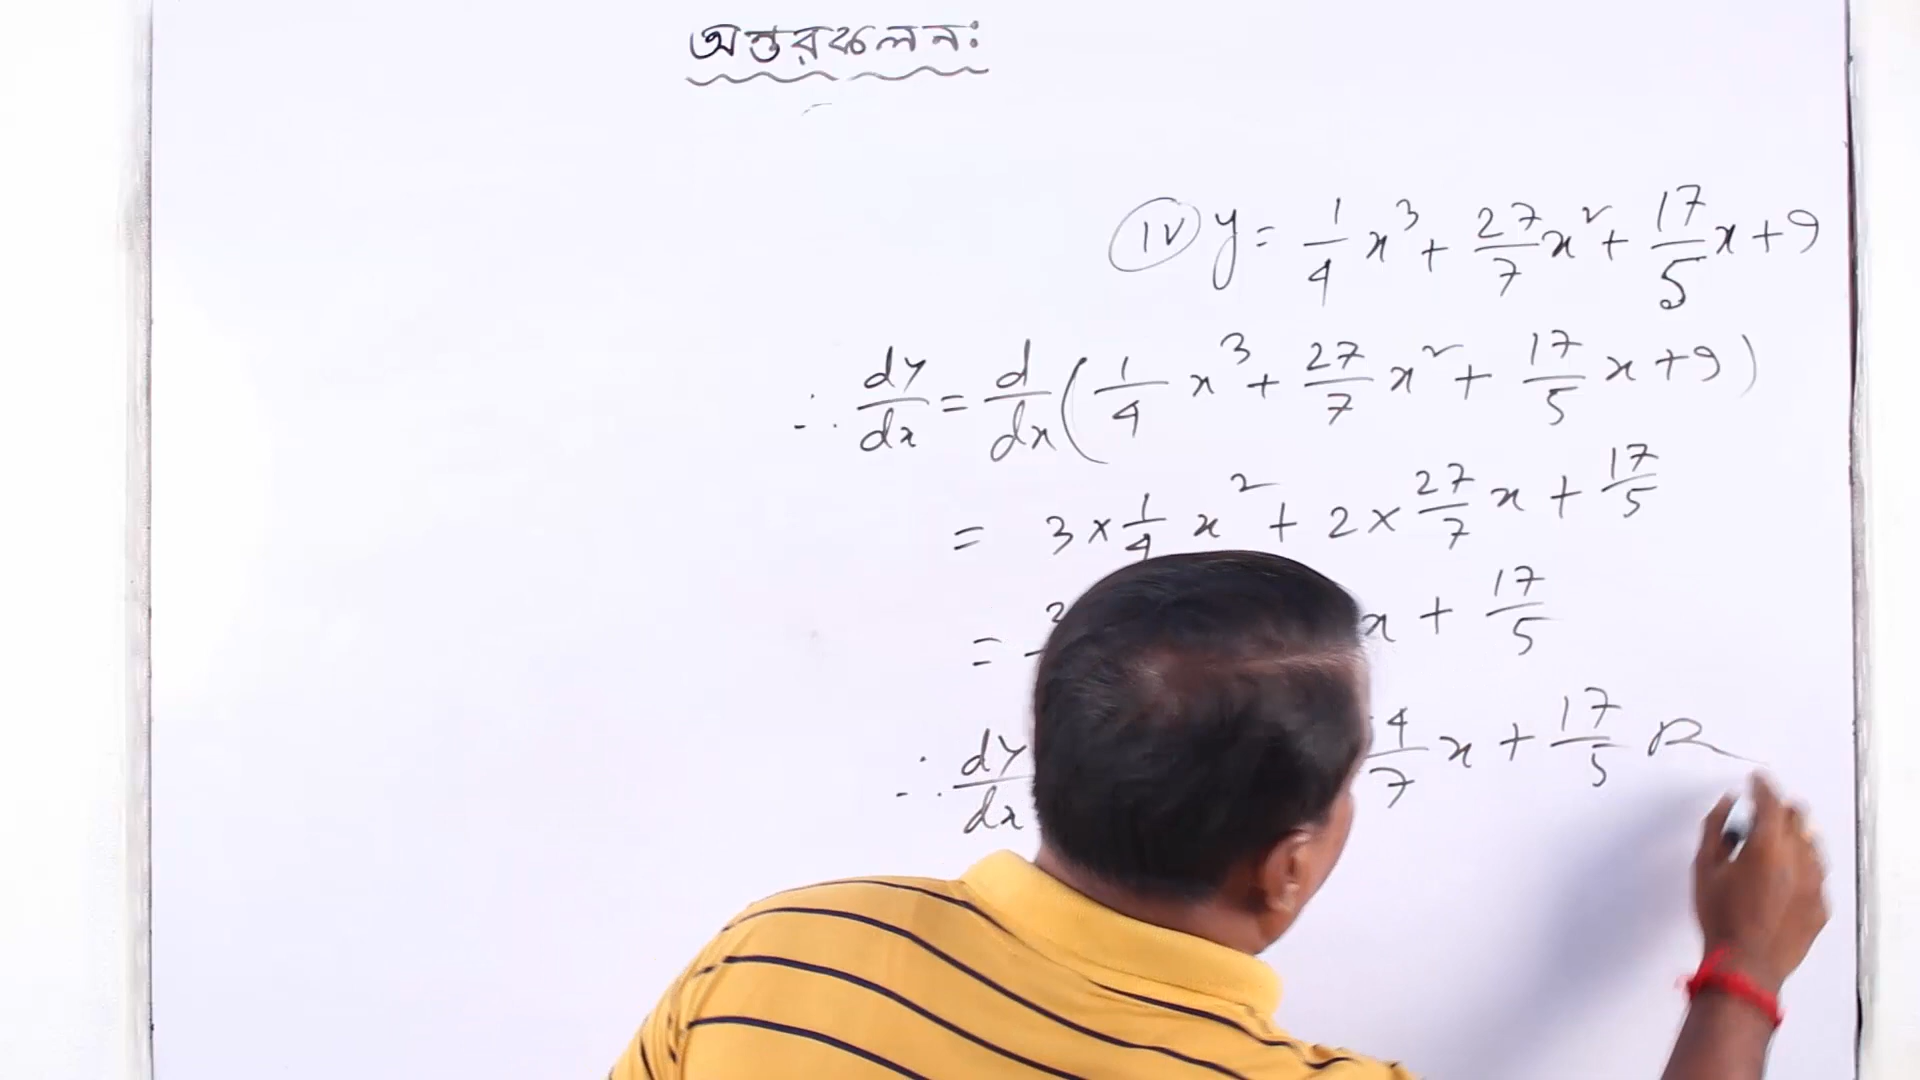 অন্তরকলন:
(iv) y = 1/4 x³ + 27/7 x² + 17/5 x + 9
∴ dy/dx = d/dx ( 1/4 x³ + 27/7 x² + 17/5 x + 9 )
= 3 × 1/4 x² + 2 × 27/7 x + 17/5
= x + 17/5
∴ dy/dx 4/7 x + 17/5